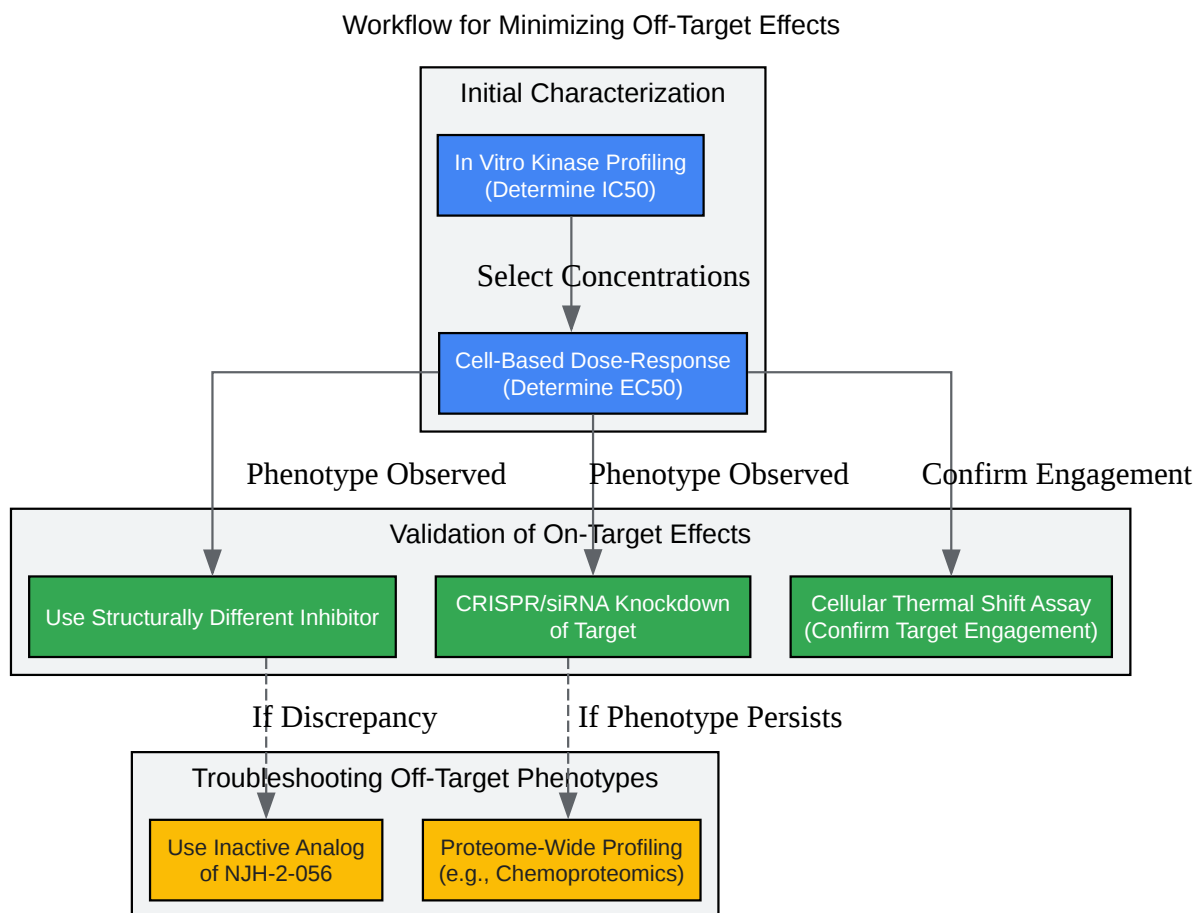 Workflow for Minimizing Off-Target Effects
Initial Characterization
In Vitro Kinase Profiling
(Determine IC50)
Select Concentrations
Cell-Based Dose-Response
(Determine EC50)
Phenotype Observed
Phenotype Observed
Confirm Engagement
Validation of On-Target Effects
Use Structurally Different Inhibitor
CRISPR/siRNA Knockdown
of Target
Cellular Thermal Shift Assay
(Confirm Target Engagement)
If Discrepancy
If Phenotype Persists
Troubleshooting Off-Target Phenotypes
Use Inactive Analog
of NJH-2-056
Proteome-Wide Profiling
(e.g., Chemoproteomics)